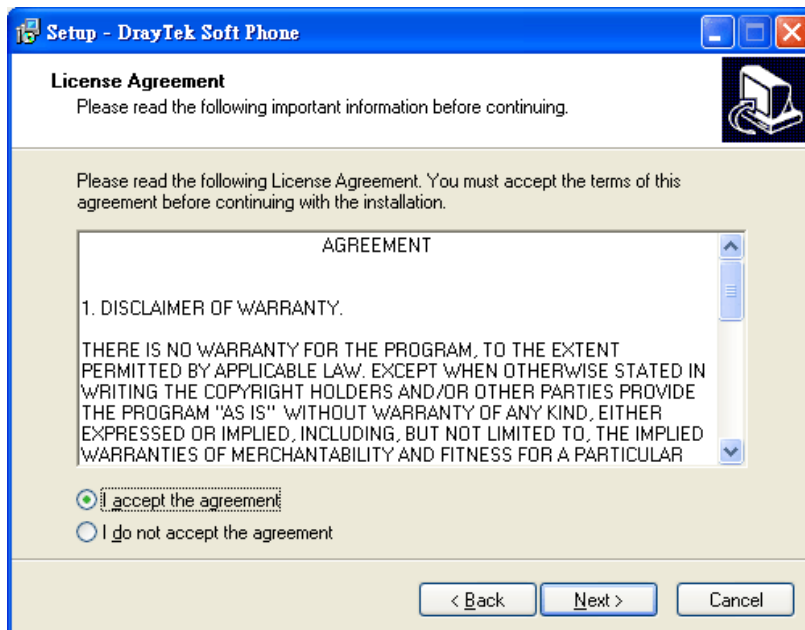 Setup - DrayTek Soft Phone
License Agreement
Please read the following important information before continuing.
Please read the following License Agreement. You must accept the terms of this
agreement before continuing with the installation.
AGREEMENT
1. DISCLAIMER OF WARRANTY.
THERE IS NO WARRANTY FOR THE PROGRAM, TO THE EXTENT
PERMITTED BY APPLICABLE LAW. EXCEPT WHEN OTHERWISE STATED IN
WRITING THE COPYRIGHT HOLDERS AND/OR OTHER PARTIES PROVIDE
THE PROGRAM "AS IS" WITHOUT WARRANTY OF ANY KIND, EITHER
EXPRESSED OR IMPLIED, INCLUDING, BUT NOT LIMITED TO, THE IMPLIED
WARRANTIES OF MERCHANTABILITY AND FITNESS FOR A PARTICULAR
I accept the agreement
I do not accept the agreement
< Back Next > Cancel